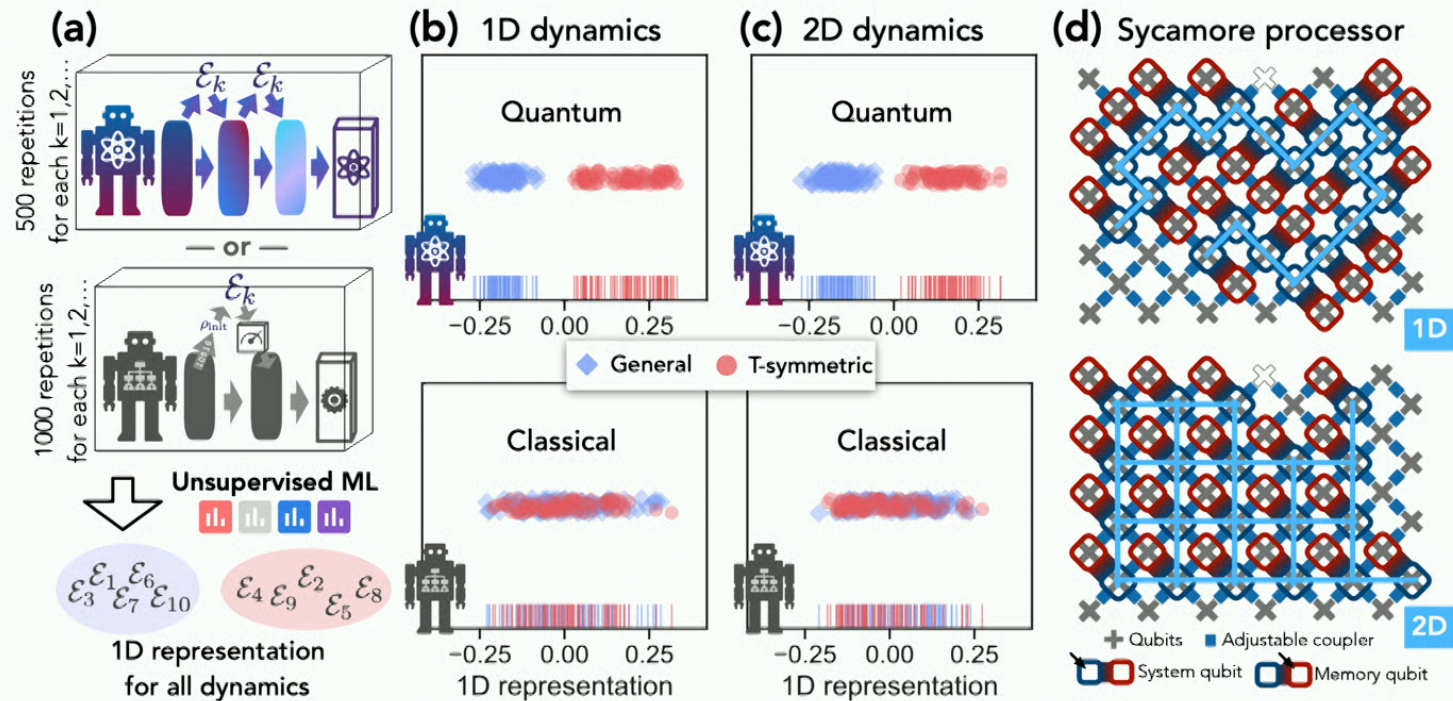 (a)
500 repetitions
for each k=1,2,...
ℰk ℰk
— or —
1000 repetitions
for each k=1,2,...
ℰk
ρinit
10010
Unsupervised ML
ℰ3 ℰ1 ℰ7 ℰ6 ℰ10
ℰ4 ℰ9 ℰ2 ℰ5 ℰ8
1D representation
for all dynamics
(b) 1D dynamics
Quantum
−0.25 0.00 0.25
(c) 2D dynamics
Quantum
−0.25 0.00 0.25
General T-symmetric
Classical
−0.25 0.00 0.25
1D representation
Classical
−0.25 0.00 0.25
1D representation
(d) Sycamore processor
1D
2D
Qubits Adjustable coupler
System qubit Memory qubit